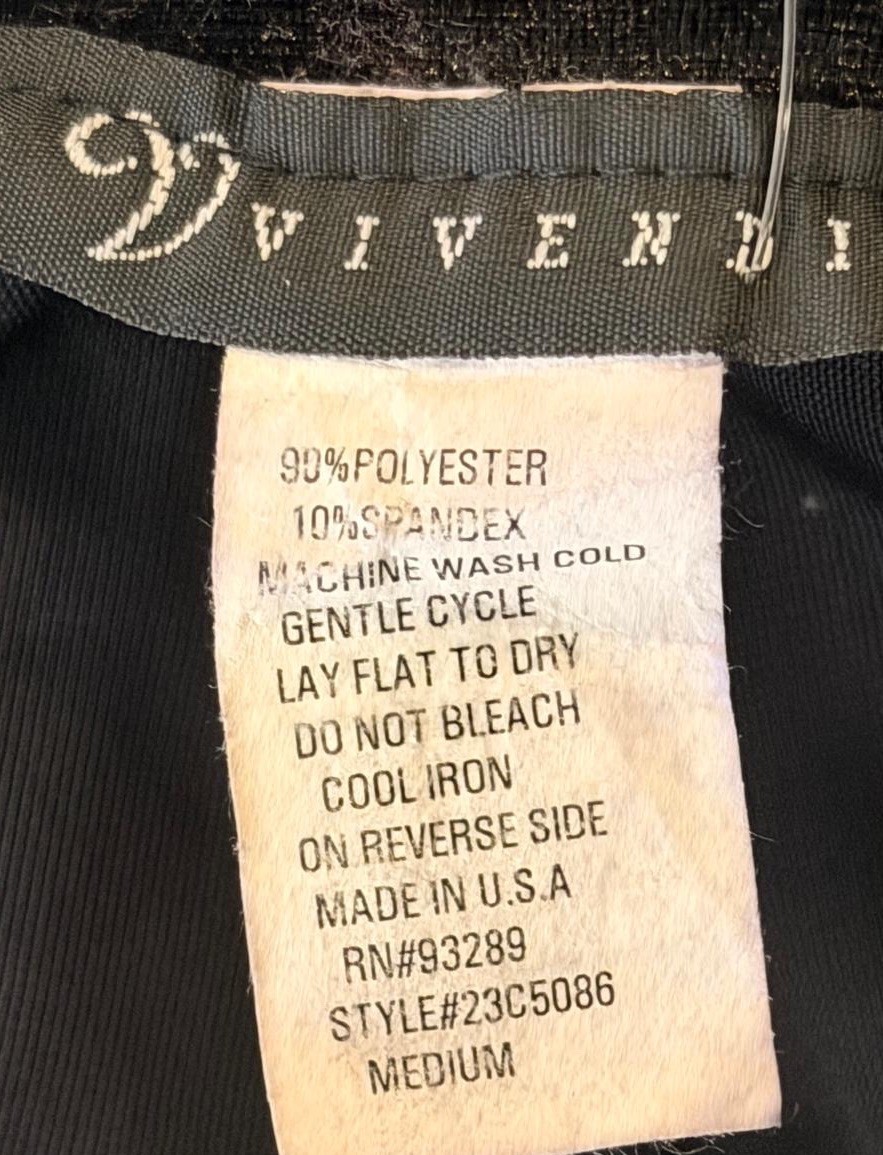 V VIVENDI
90%POLYESTER
10%SPANDEX
MACHINE WASH COLD
GENTLE CYCLE
LAY FLAT TO DRY
DO NOT BLEACH
COOL IRON
ON REVERSE SIDE
MADE IN U.S.A
RN#93289
STYLE#23C5086
MEDIUM